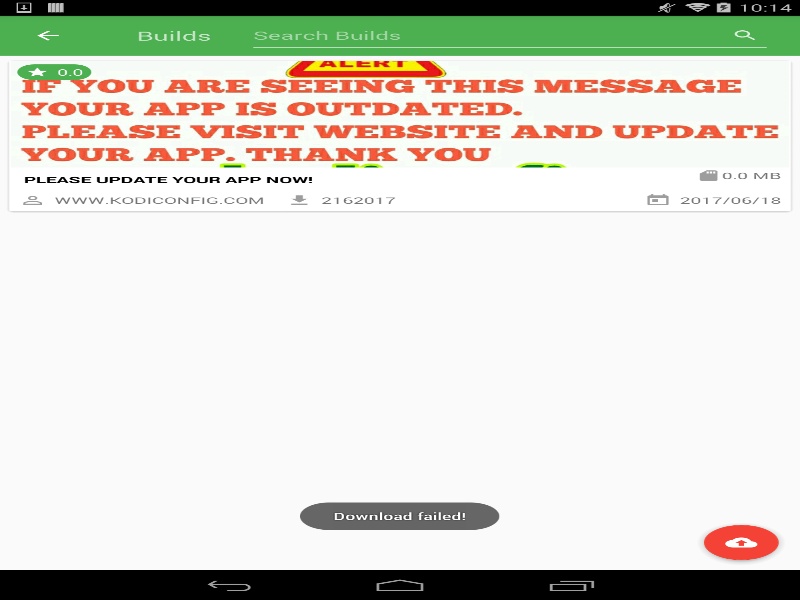 10:14
Builds
Search Builds
ALERT
0.0
IF YOU ARE SEEING THIS MESSAGE
YOUR APP IS OUTDATED.
PLEASE VISIT WEBSITE AND UPDATE
YOUR APP. THANK YOU
PLEASE UPDATE YOUR APP NOW!
0.0 MB
WWW.KODICONFIG.COM
2162017
2017/06/18
Download failed!